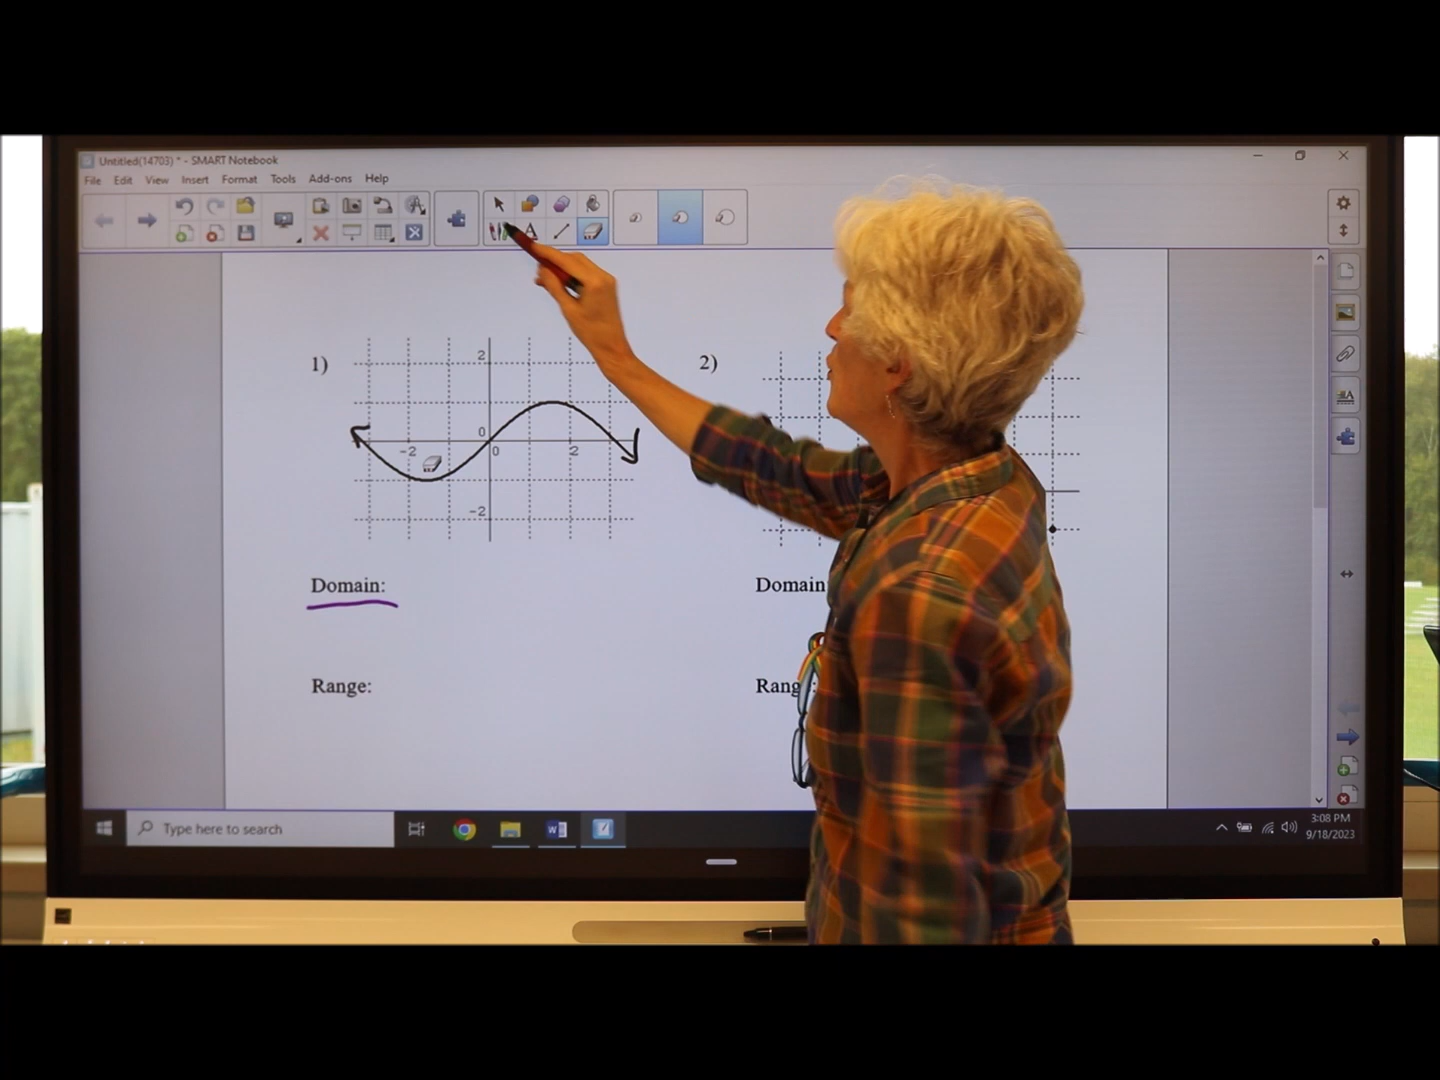 Untitled(14703) * - SMART Notebook
File Edit View Insert Format Tools Add-ons Help
1)
2
0
-2
0
2
-2
2)
Domain:
Domain
Range:
Range:
Type here to search
3:08 PM
9/18/2023